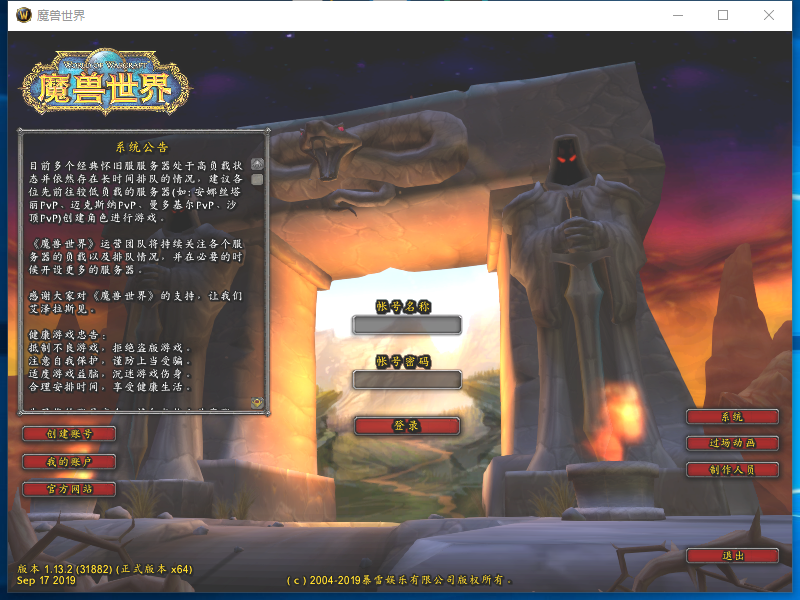 魔兽世界
WORLD OF WARCRAFT
魔兽世界
系统公告
目前多个经典怀旧服服务器处于高负载状
态并依然存在长时间排队的情况，建议各
位先前往较低负载的服务器(如: 安娜丝塔
丽PvP、迈克斯纳PvP、曼多基尔PvP、沙
顶PvP)创建角色进行游戏。
《魔兽世界》运营团队将持续关注各个服
务器的负载以及排队情况，并在必要的时
候开设更多的服务器。
感谢大家对《魔兽世界》的支持，让我们
艾泽拉斯见。
健康游戏忠告：
抵制不良游戏，拒绝盗版游戏。
注意自我保护，谨防上当受骗。
适度游戏益脑，沉迷游戏伤身。
合理安排时间，享受健康生活。
帐号名称
帐号密码
登录
创建账号
我的账户
官方网站
系统
过场动画
制作人员
退出
版本 1.13.2 (31882) (正式版本 x64)
Sep 17 2019
(c) 2004-2019暴雪娱乐有限公司版权所有。